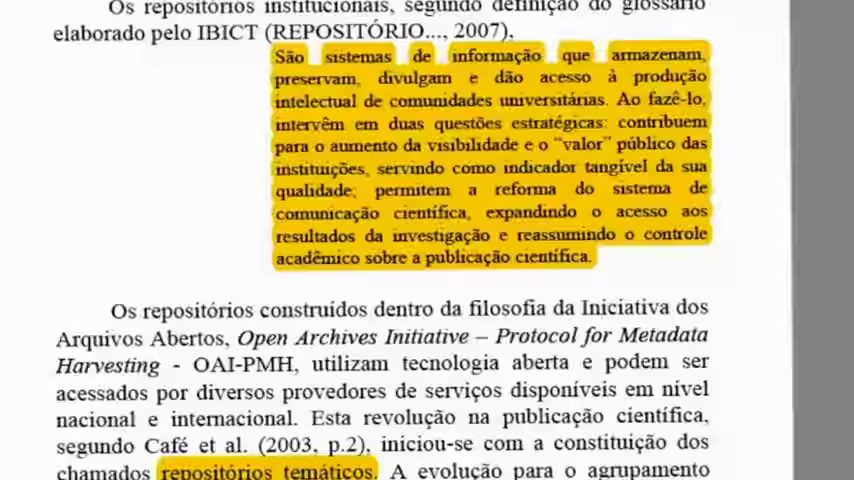 Os repositórios institucionais, segundo definição do glossário
elaborado pelo IBICT (REPOSITÓRIO..., 2007),
São sistemas de informação que armazenam,
preservam, divulgam e dão acesso à produção
intelectual de comunidades universitárias. Ao fazê-lo,
intervêm em duas questões estratégicas: contribuem
para o aumento da visibilidade e o "valor" público das
instituições, servindo como indicador tangível da sua
qualidade; permitem a reforma do sistema de
comunicação científica, expandindo o acesso aos
resultados da investigação e reassumindo o controle
acadêmico sobre a publicação científica.
Os repositórios construídos dentro da filosofia da Iniciativa dos
Arquivos Abertos, Open Archives Initiative – Protocol for Metadata
Harvesting - OAI-PMH, utilizam tecnologia aberta e podem ser
acessados por diversos provedores de serviços disponíveis em nível
nacional e internacional. Esta revolução na publicação científica,
segundo Café et al. (2003, p.2), iniciou-se com a constituição dos
chamados repositórios temáticos. A evolução para o agrupamento